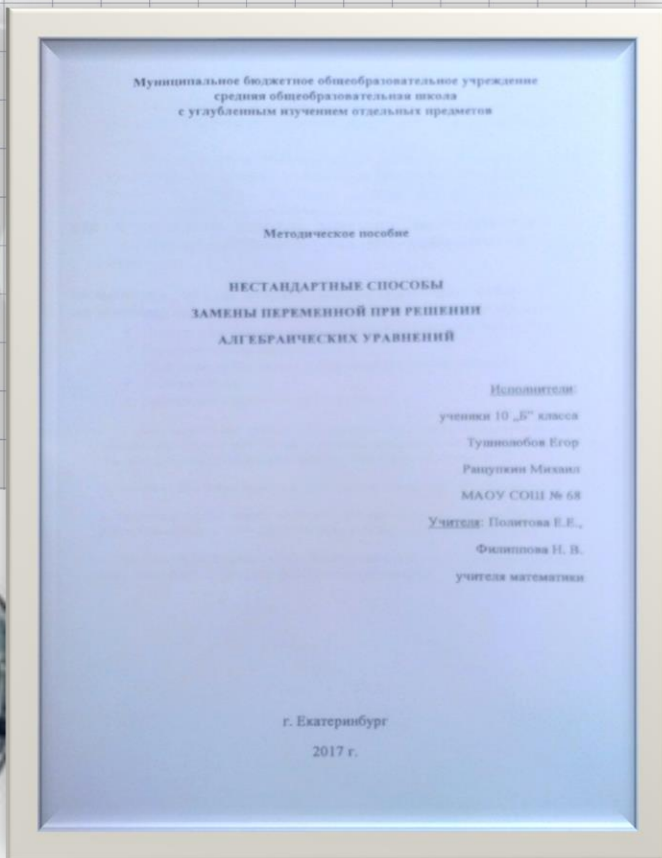 Муниципальное бюджетное общеобразовательное учреждение
средняя общеобразовательная школа
с углубленным изучением отдельных предметов
Методическое пособие
НЕСТАНДАРТНЫЕ СПОСОБЫ
ЗАМЕНЫ ПЕРЕМЕННОЙ ПРИ РЕШЕНИИ
АЛГЕБРАИЧЕСКИХ УРАВНЕНИЙ
Исполнители:
ученики 10 „Б" класса
Тушнолобов Егор
Ращупкин Михаил
МАОУ СОШ № 68
Учителя: Политова Е.Е.,
Филиппова Н. В.
учителя математики
г. Екатеринбург
2017 г.